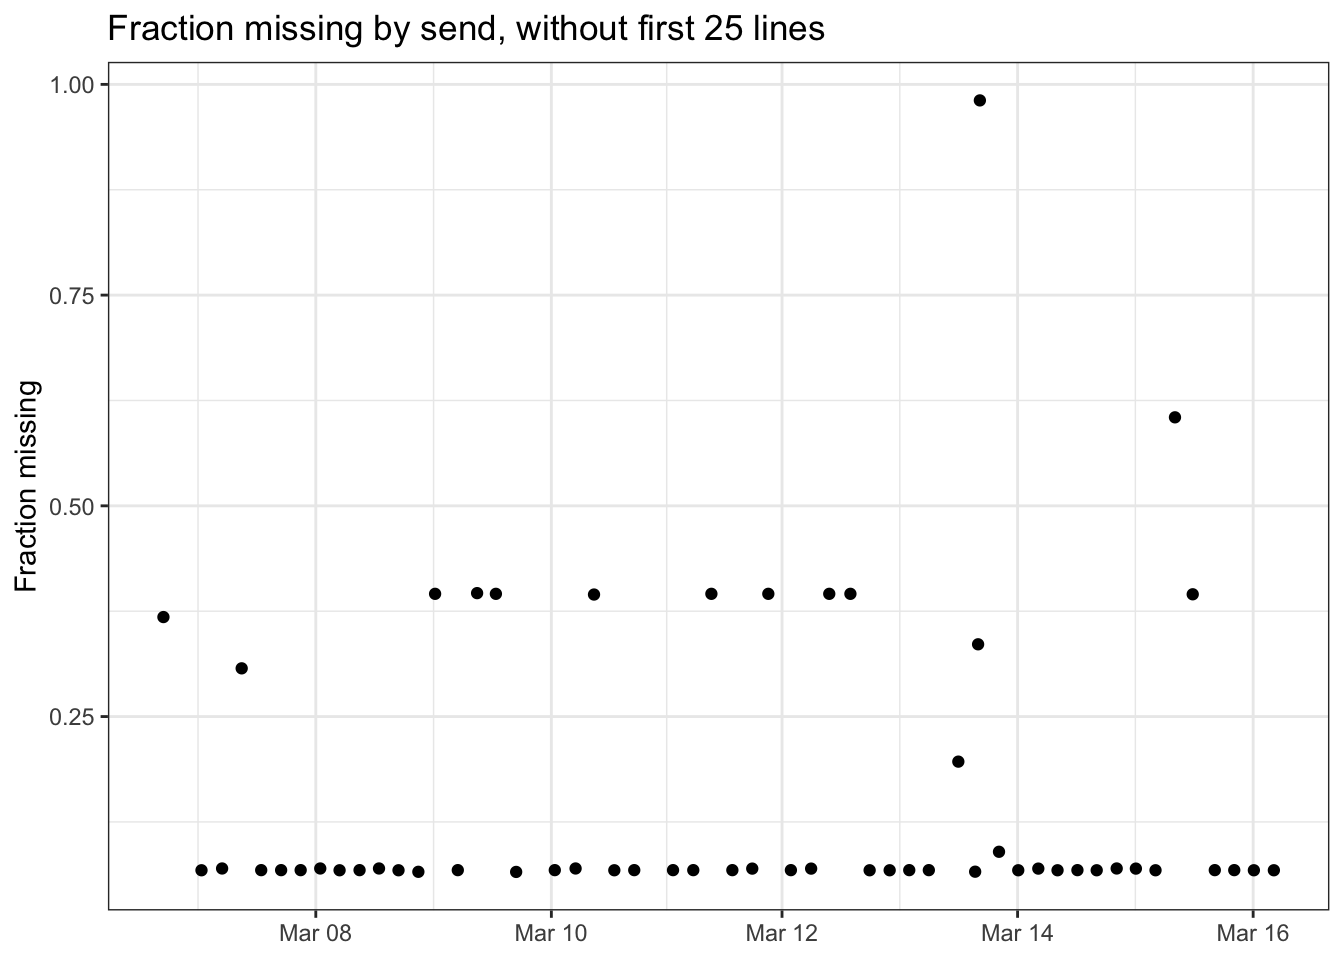 Fraction missing by send, without first 25 lines
1.00
0.75
0.50
0.25
Fraction missing
Mar 08
Mar 10
Mar 12
Mar 14
Mar 16